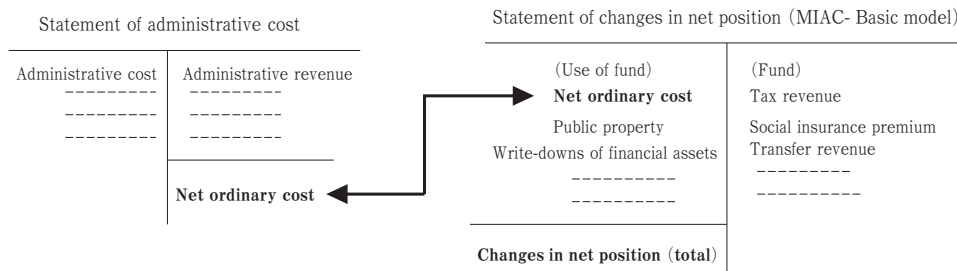 Statement of administrative cost
Administrative cost
Administrative revenue
Net ordinary cost
Statement of changes in net position (MIAC- Basic model)
(Use of fund)
Net ordinary cost
Public property
Write-downs of financial assets
(Fund)
Tax revenue
Social insurance premium
Transfer revenue
Changes in net position (total)